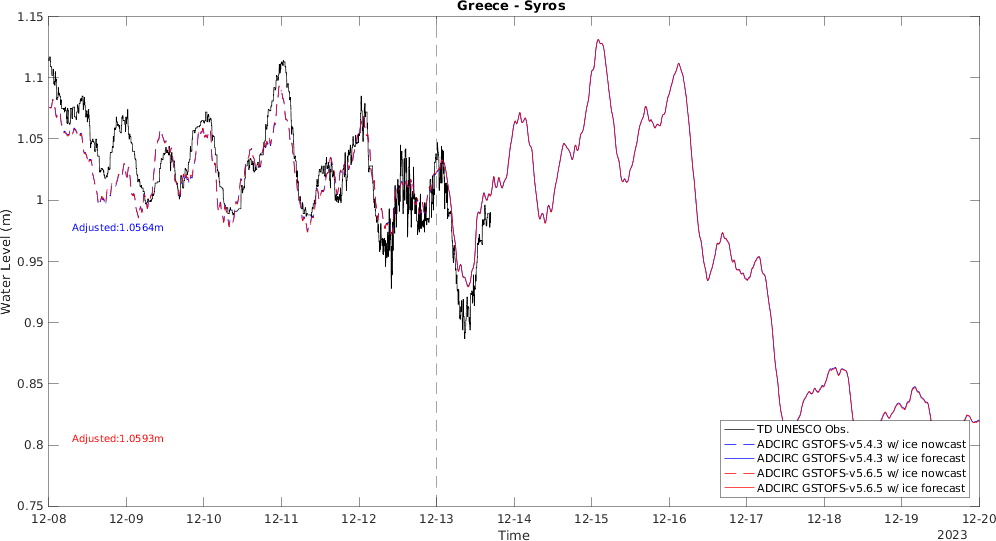 Greece - Syros
1.15
1.1
1.05
1
0.95
0.9
0.85
0.8
0.75
Water Level (m)
Adjusted:1.0564m
Adjusted:1.0593m
TD UNESCO Obs.
ADCIRC GSTOFS-v5.4.3 w/ ice nowcast
ADCIRC GSTOFS-v5.4.3 w/ ice forecast
ADCIRC GSTOFS-v5.6.5 w/ ice nowcast
ADCIRC GSTOFS-v5.6.5 w/ ice forecast
12-08 12-09 12-10 12-11 12-12 12-13 12-14 12-15 12-16 12-17 12-18 12-19 12-20
Time
2023